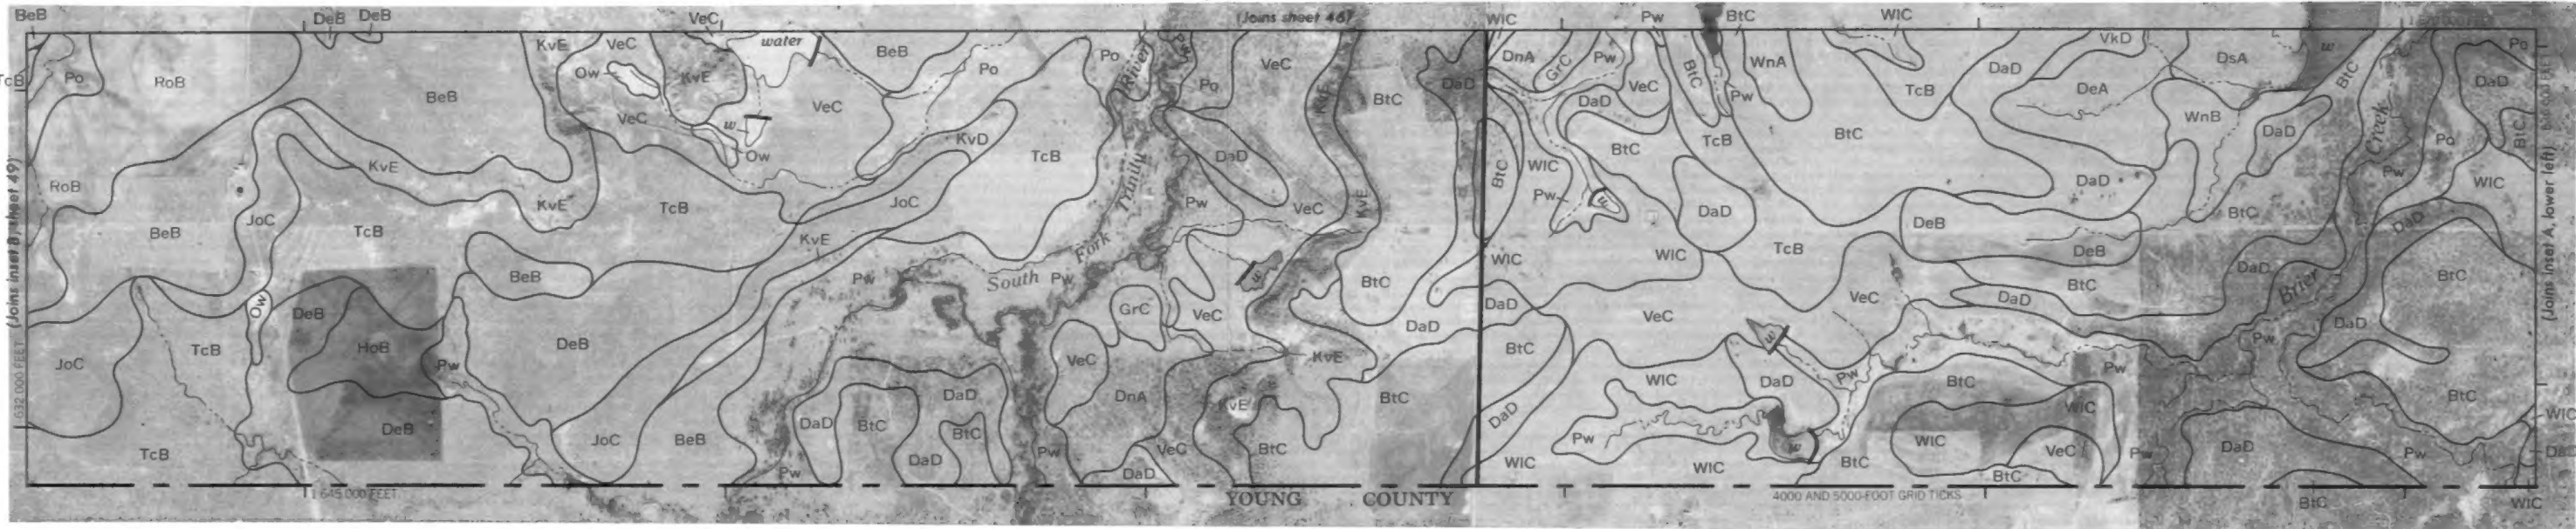 BeB DeB DeB VeC (Joins sheet 46) WIC Pw BtC WIC
TcB Po RoB BeB KvE VeC Ow KvE water BeB Po Po River Pw Po VeC KvE BtC DaD
DnA GrC Pw VeC BtC Pw WnA TcB DaD VkD DeA DsA w BtC Creek Po DaD BtC
VeC w Ow VeC KvD TcB DaD DaD BtC TcB BtC WnB DaD Po
RoB KvE KvE JoC TcB JoC Trinity Pw VeC KvE BtC WIC Pw w DaD DaD BtC Pw WIC
BeB TcB KvE Fork WIC WIC TcB DeB DeB DaD DaD BtC
(Joins inset B, sheet 49)
(Joins inset A, lower left)
BeB Pw South Pw w BtC DaD VeC DaD BtC Brier
Ow DeB GrC VeC DaD VeC w DaD
JoC TcB HoB DeB VeC KvE BtC Pw Pw
632 000 FEET
Pw DaD DnA KvE BtC WIC DaD Pw BtC Pw BtC
DeB JoC BeB DaD BtC BtC VeC BtC DaD WIC WIC WIC
TcB Pw DaD Pw DaD Pw WIC WIC w BtC VeC BtC Pw DaD Pw
1 645 000 FEET YOUNG COUNTY 4000 AND 5000-FOOT GRID TICKS BtC WIC